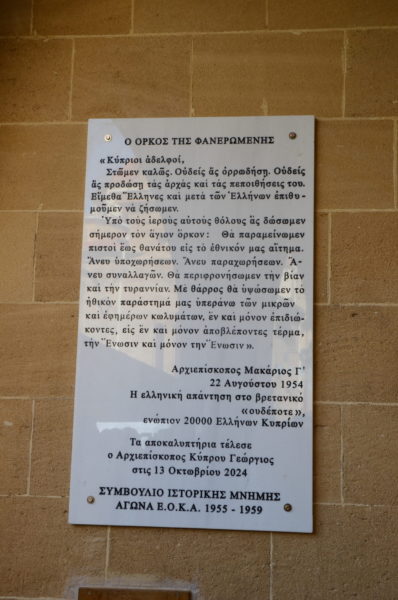 Ο ΟΡΚΟΣ ΤΗΣ ΦΑΝΕΡΩΜΕΝΗΣ
«Κύπριοι ἀδελφοί,
Στῶμεν καλῶς. Οὐδείς ἄς ὀρρωδήσῃ. Οὐδείς
ἄς προδώσῃ τάς ἀρχάς καί τάς πεποιθήσεις του.
Εἴμεθα Ἕλληνες καί μετά τῶν Ἑλλήνων ἐπιθυ-
μοῦμεν νά ζήσωμεν.
Ὑπό τούς ἱερούς αὐτούς θόλους ἄς δώσωμεν
σήμερον τόν ἅγιον ὅρκον: Θά παραμείνωμεν
πιστοί ἕως θανάτου εἰς τό ἐθνικόν μας αἴτημα.
Ἄνευ ὑποχωρήσεων. Ἄνευ παραχωρήσεων. Ἄ-
νευ συναλλαγῶν. Θά περιφρονήσωμεν τήν βίαν
καί τήν τυραννίαν. Μέ θάρρος θά ὑψώσωμεν τό
ἠθικόν παράστημά μας ὑπεράνω τῶν μικρῶν
καί ἐφημέρων κωλυμάτων, ἕν καί μόνον ἐπιδιώ-
κοντες, εἰς ἕν καί μόνον ἀποβλέποντες τέρμα,
τήν Ἕνωσιν καί μόνον τήν Ἕνωσιν».
Αρχιεπίσκοπος Μακάριος Γ΄
22 Αυγούστου 1954
Η ελληνική απάντηση στο βρετανικό
«ουδέποτε»,
ενώπιον 20000 Ελλήνων Κυπρίων
Τα αποκαλυπτήρια τέλεσε
ο Αρχιεπίσκοπος Κύπρου Γεώργιος
στις 13 Οκτωβρίου 2024
ΣΥΜΒΟΥΛΙΟ ΙΣΤΟΡΙΚΗΣ ΜΝΗΜΗΣ
ΑΓΩΝΑ Ε.Ο.Κ.Α. 1955 - 1959